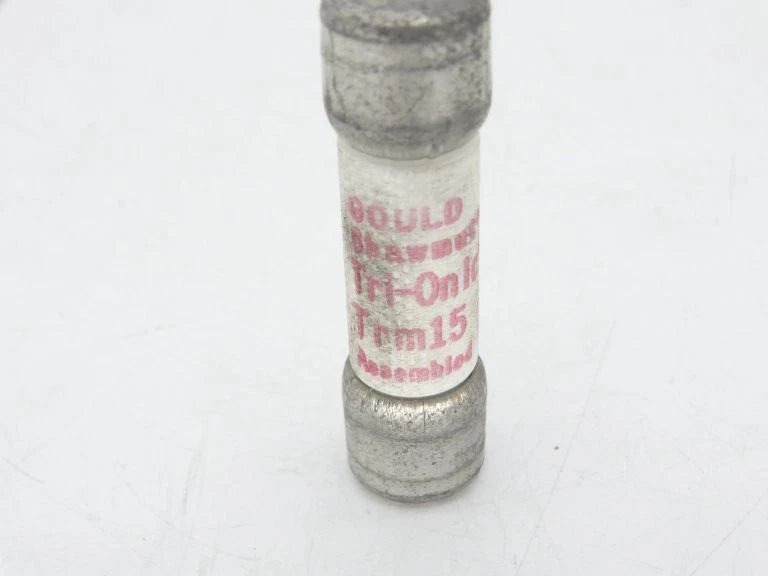 GOULD
Shawmut
Tri-Onic
Trm15
Assembled